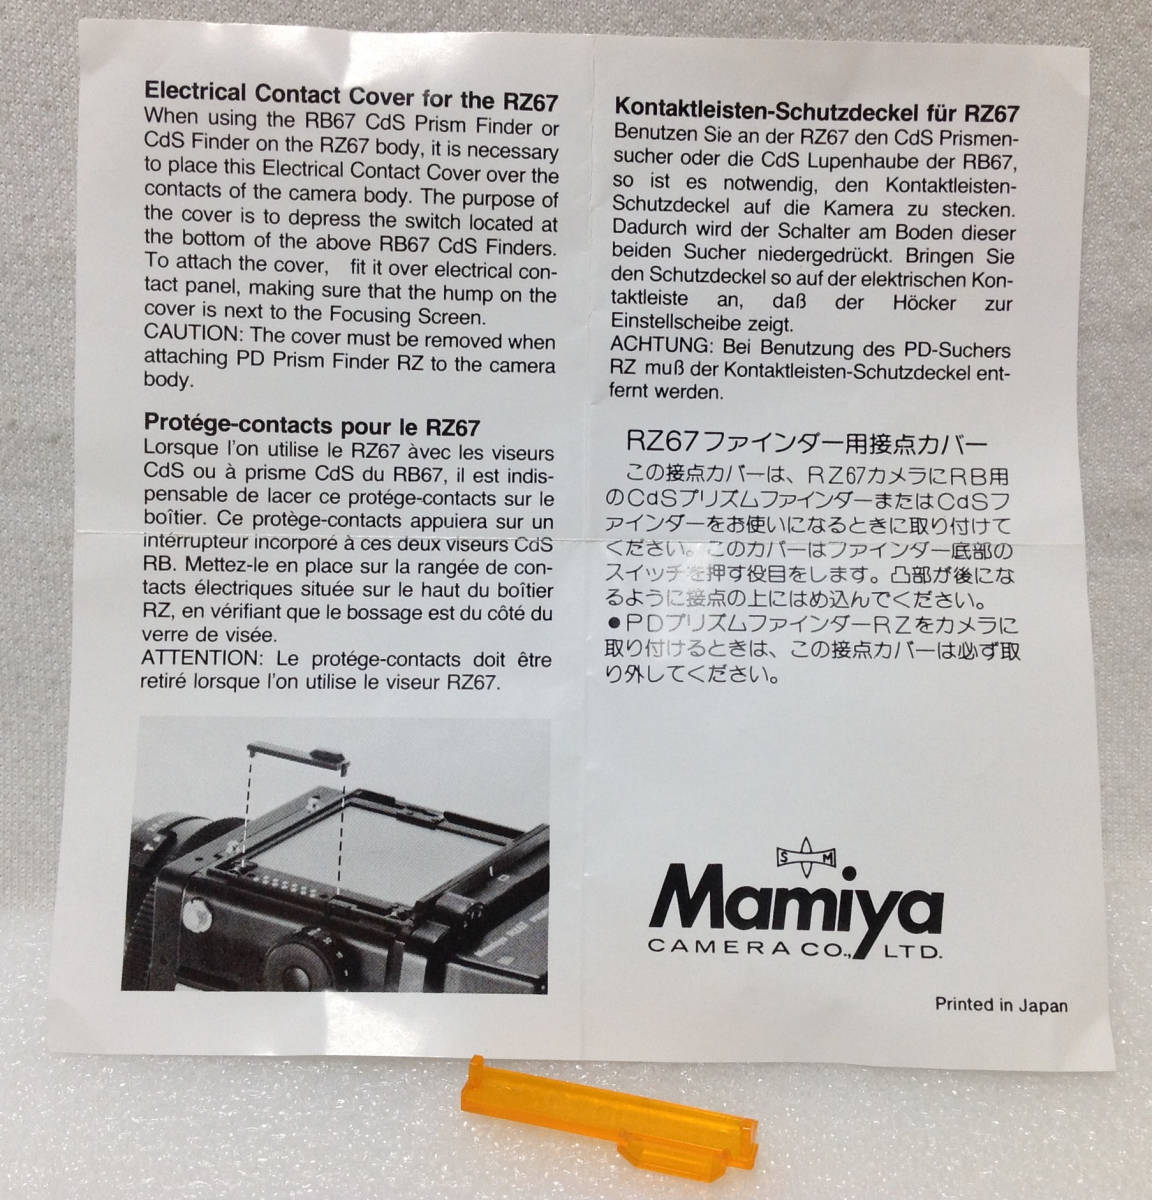 Electrical Contact Cover for the RZ67
When using the RB67 CdS Prism Finder or
CdS Finder on the RZ67 body, it is necessary
to place this Electrical Contact Cover over the
contacts of the camera body. The purpose of
the cover is to depress the switch located at
the bottom of the above RB67 CdS Finders.
To attach the cover, fit it over electrical con-
tact panel, making sure that the hump on the
cover is next to the Focusing Screen.
CAUTION: The cover must be removed when
attaching PD Prism Finder RZ to the camera
body.
Protége-contacts pour le RZ67
Lorsque l'on utilise le RZ67 àvec les viseurs
CdS ou à prisme CdS du RB67, il est indis-
pensable de lacer ce protége-contacts sur le
boîtier. Ce protège-contacts appuiera sur un
intérrupteur incorporé à ces deux viseurs CdS
RB. Mettez-le en place sur la rangée de con-
tacts électriques située sur le haut du boîtier
RZ, en vérifiant que le bossage est du côté du
verre de visée.
ATTENTION: Le protége-contacts doit être
retiré lorsque l'on utilise le viseur RZ67.
Kontaktleisten-Schutzdeckel für RZ67
Benutzen Sie an der RZ67 den CdS Prismen-
sucher oder die CdS Lupenhaube der RB67,
so ist es notwendig, den Kontaktleisten-
Schutzdeckel auf die Kamera zu stecken.
Dadurch wird der Schalter am Boden dieser
beiden Sucher niedergedrückt. Bringen Sie
den Schutzdeckel so auf der elektrischen Kon-
taktleiste an, daß der Höcker zur
Einstellscheibe zeigt.
ACHTUNG: Bei Benutzung des PD-Suchers
RZ muß der Kontaktleisten-Schutzdeckel ent-
fernt werden.
RZ67ファインダー用接点カバー
この接点カバーは、RZ67カメラにRB用
のCdSプリズムファインダーまたはCdSフ
ァインダーをお使いになるときに取り付けて
ください。このカバーはファインダー底部の
スイッチを押す役目をします。凸部が後にな
るように接点の上にはめ込んでください。
●PDプリズムファインダーRZをカメラに
取り付けるときは、この接点カバーは必ず取
り外してください。
S M
Mamiya
CAMERA CO., LTD.
Printed in Japan